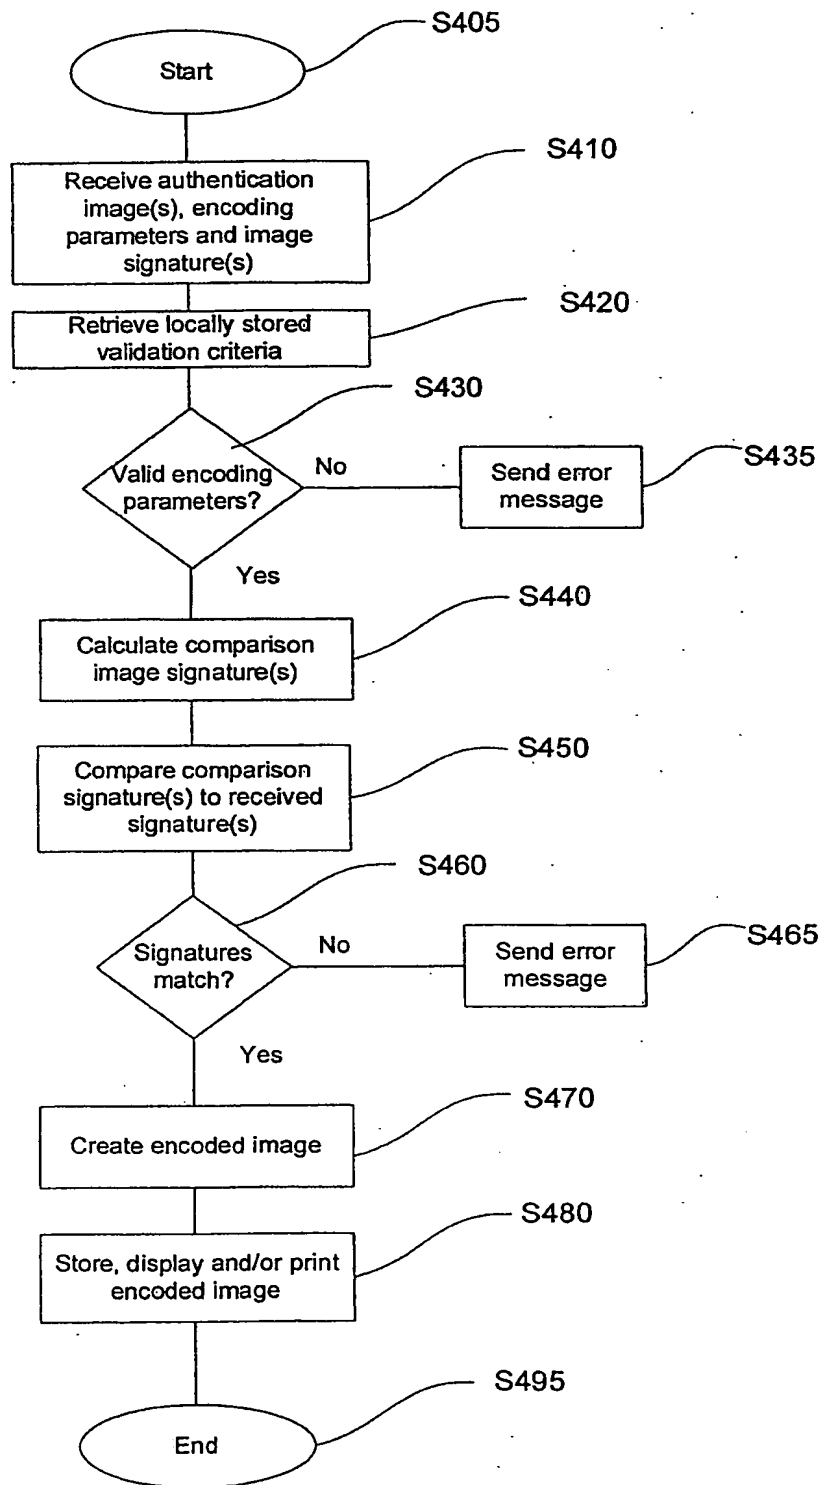 S405
Start
S410
Receive authentication
image(s), encoding
parameters and image
signature(s)
S420
Retrieve locally stored
validation criteria
S430
Valid encoding
parameters?
No
Send error
message
S435
Yes
S440
Calculate comparison
image signature(s)
S450
Compare comparison
signature(s) to received
signature(s)
S460
Signatures
match?
No
Send error
message
S465
Yes
S470
Create encoded image
S480
Store, display and/or print
encoded image
S495
End